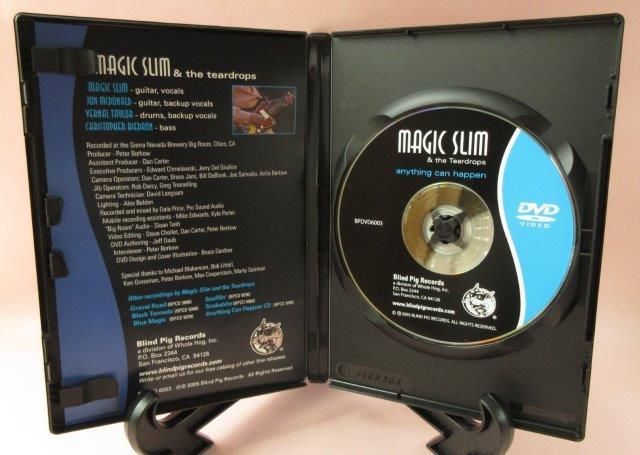 MAGIC SLIM & the teardrops
MAGIC SLIM - guitar, vocals
JON MCDONALD - guitar, backup vocals
VERNAL TAYLOR - drums, backup vocals
CHRISTOPHER BIEDRON - bass
Recorded at the Sierra Nevada Brewery Big Room, Chico, CA
Producer - Peter Berkow
Assistant Producer - Dan Carter
Executive Producers - Edward Chmelewski, Jerry Del Giudice
Camera Operators: Dan Carter, Bruce Jans, Bill DeBlonk, Joe Samudio, Anita Berkow
Jib Operators: Rob Darcy, Greg Tremelling
Camera Technician: David Langsam
Lighting - Alex Belden
Recorded and mixed by Dale Price, Pro Sound Audio
Mobile recording assistants - Mike Edwards, Kyle Porter
"Big Room" Audio - Sloan Tash
Video Editing - Steve Chollet, Dan Carter, Peter Berkow
DVD Authoring - Jeff Daub
Interviewer - Peter Berkow
DVD Design and Cover Illustration - Bruce Gardner
Special thanks to Michael Blakemore, Bob Littell,
Ken Grossman, Peter Berkow, Max Cooperstein, Marty Salzman
Other recordings by Magic Slim and the Teardrops:
Gravel Road (BPCD
Black Tornado (BPCD
Blue Magic (BPCD
Scufflin' (BPCD
Snakebite (BPCD
Anything Can Happen CD (BPCD
Blind Pig Records
a division of Whole Hog, Inc.
P.O. Box 2344
San Francisco, CA 94126
www.blindpigrecords.com
Write or email us for our free catalog of other fine releases.
6003 © ℗ 2005 Blind Pig Records All Rights Reserved
MAGIC SLIM
& the Teardrops
anything can happen
BPDVD6003
DVD
VIDEO
Blind Pig Records
a division of Whole Hog, Inc.
P.O. Box 2344
San Francisco, CA 94126
www.blindpigrecords.com
© ℗ 2005 BLIND PIG RECORDS. ALL RIGHTS RESERVED.
FLEXBOX